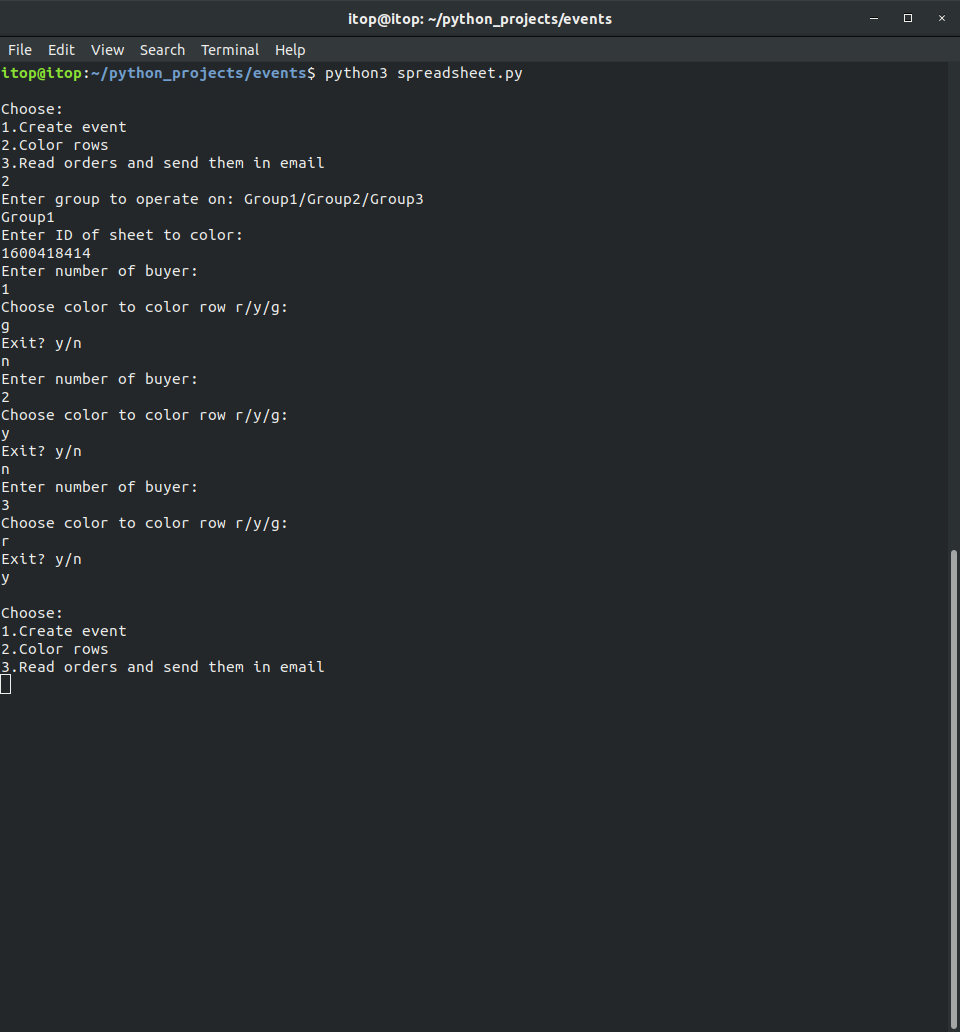 itop@itop: ~/python_projects/events
File Edit View Search Terminal Help
itop@itop:~/python_projects/events$ python3 spreadsheet.py
Choose:
1.Create event
2.Color rows
3.Read orders and send them in email
2
Enter group to operate on: Group1/Group2/Group3
Group1
Enter ID of sheet to color:
1600418414
Enter number of buyer:
1
Choose color to color row r/y/g:
g
Exit? y/n
n
Enter number of buyer:
2
Choose color to color row r/y/g:
y
Exit? y/n
n
Enter number of buyer:
3
Choose color to color row r/y/g:
r
Exit? y/n
y
Choose:
1.Create event
2.Color rows
3.Read orders and send them in email